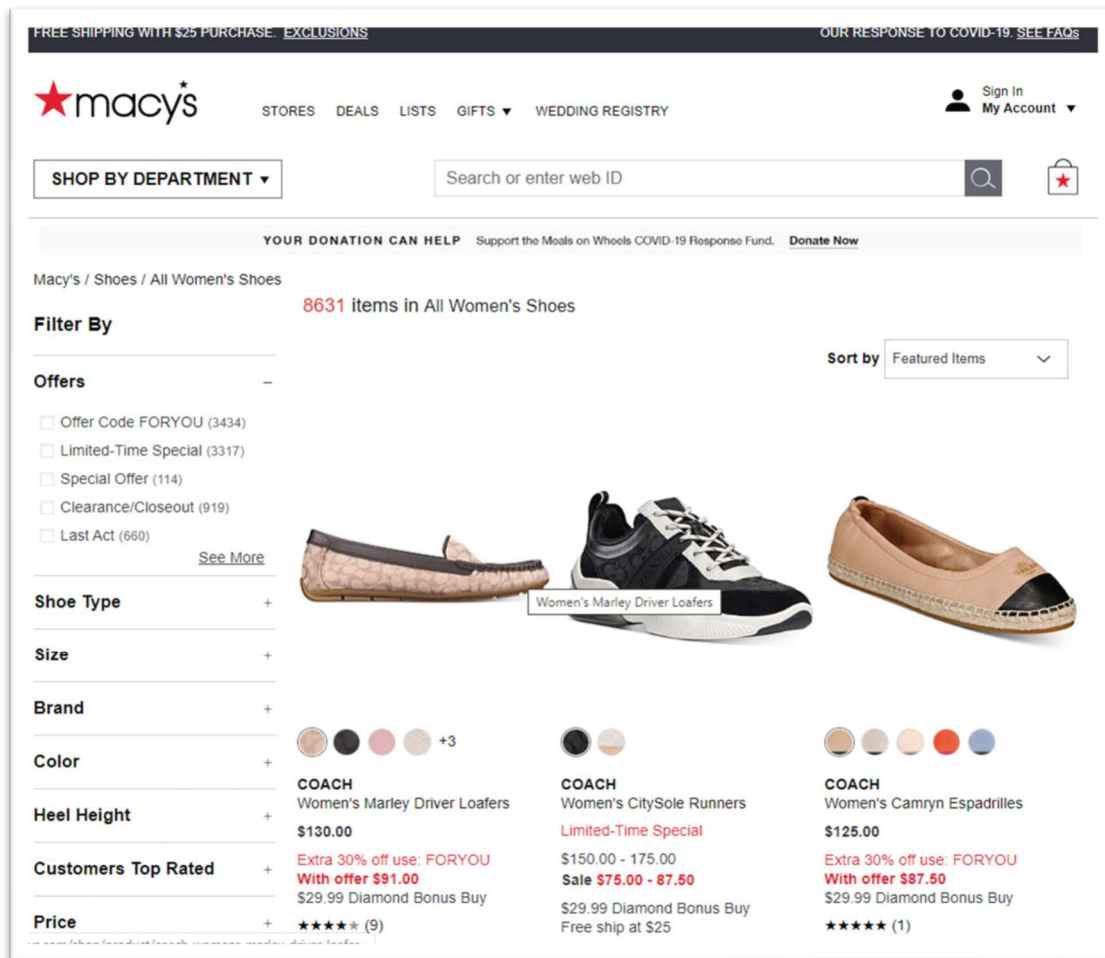 FREE SHIPPING WITH $25 PURCHASE. EXCLUSIONS
OUR RESPONSE TO COVID-19. SEE FAQs
macy's
STORES DEALS LISTS GIFTS ▼ WEDDING REGISTRY
Sign In
My Account ▼
SHOP BY DEPARTMENT ▼
Search or enter web ID
YOUR DONATION CAN HELP Support the Meals on Wheels COVID-19 Response Fund. Donate Now
Macy's / Shoes / All Women's Shoes
8631 items in All Women's Shoes
Filter By
Sort by Featured Items
Offers −
Offer Code FORYOU (3434)
Limited-Time Special (3317)
Special Offer (114)
Clearance/Closeout (919)
Last Act (660)
See More
Shoe Type +
Size +
Brand +
Color +
Heel Height +
Customers Top Rated +
Price +
Women's Marley Driver Loafers
+3
COACH
Women's Marley Driver Loafers
$130.00
Extra 30% off use: FORYOU
With offer $91.00
$29.99 Diamond Bonus Buy
★★★★★ (9)
COACH
Women's CitySole Runners
Limited-Time Special
$150.00 - 175.00
Sale $75.00 - 87.50
$29.99 Diamond Bonus Buy
Free ship at $25
COACH
Women's Camryn Espadrilles
$125.00
Extra 30% off use: FORYOU
With offer $87.50
$29.99 Diamond Bonus Buy
★★★★★ (1)